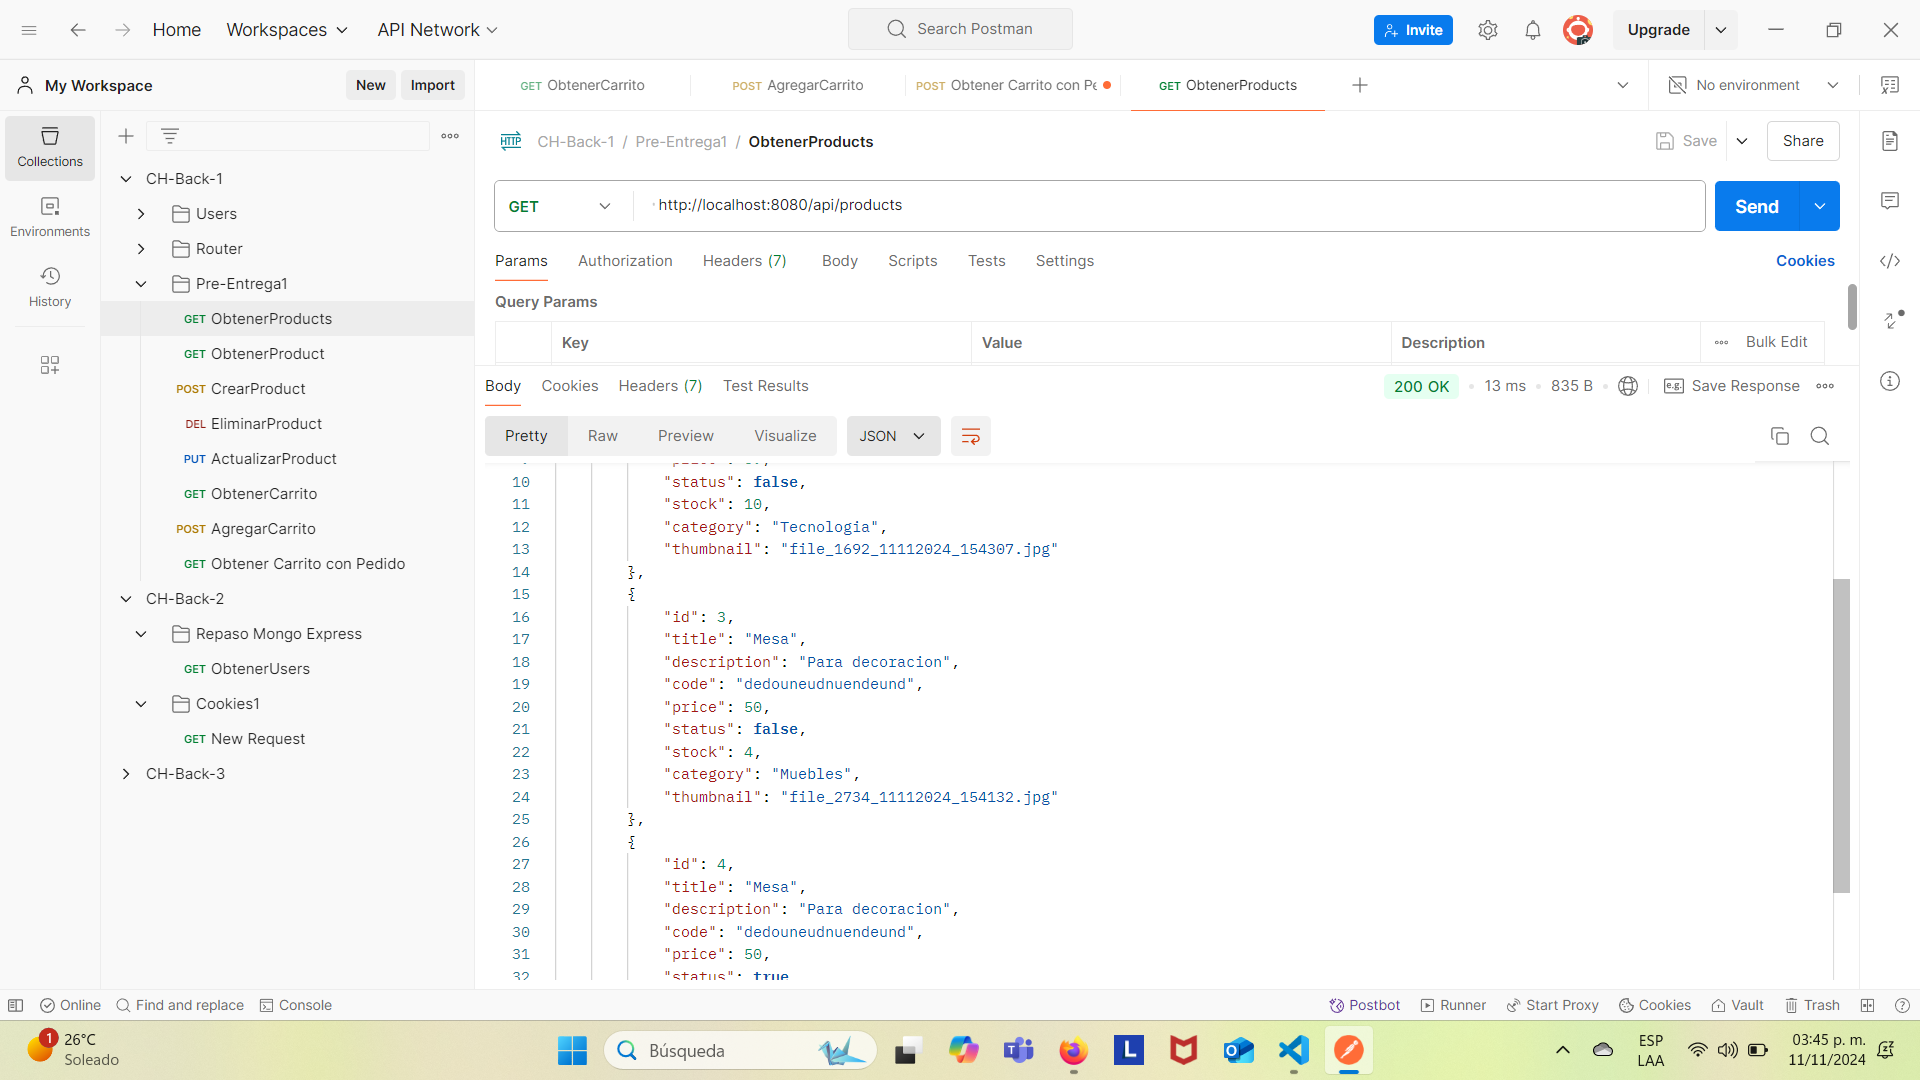 Home
Workspaces
API Network
Search Postman
Invite
Upgrade
My Workspace
New
Import
GET ObtenerCarrito
POST AgregarCarrito
POST Obtener Carrito con Pe
GET ObtenerProducts
No environment
Collections
Environments
History
CH-Back-1
Users
Router
Pre-Entrega1
GET ObtenerProducts
GET ObtenerProduct
POST CrearProduct
DEL EliminarProduct
PUT ActualizarProduct
GET ObtenerCarrito
POST AgregarCarrito
GET Obtener Carrito con Pedido
CH-Back-2
Repaso Mongo Express
GET ObtenerUsers
Cookies1
GET New Request
CH-Back-3
HTTP CH-Back-1 / Pre-Entrega1 / ObtenerProducts
Save
Share
GET
http://localhost:8080/api/products
Send
Params Authorization Headers (7) Body Scripts Tests Settings
Cookies
Query Params
Key Value Description
Bulk Edit
Body Cookies Headers (7) Test Results
200 OK 13 ms 835 B
e.g. Save Response
Pretty Raw Preview Visualize JSON
10 "status": false,
11 "stock": 10,
12 "category": "Tecnologia",
13 "thumbnail": "file_1692_11112024_154307.jpg"
14 },
15 {
16 "id": 3,
17 "title": "Mesa",
18 "description": "Para decoracion",
19 "code": "dedouneudnuendeund",
20 "price": 50,
21 "status": false,
22 "stock": 4,
23 "category": "Muebles",
24 "thumbnail": "file_2734_11112024_154132.jpg"
25 },
26 {
27 "id": 4,
28 "title": "Mesa",
29 "description": "Para decoracion",
30 "code": "dedouneudnuendeund",
31 "price": 50,
32 "status": true
Online Find and replace Console
Postbot Runner Start Proxy Cookies Vault Trash
1
26°C
Soleado
Búsqueda
L
ESP
LAA
03:45 p. m.
11/11/2024